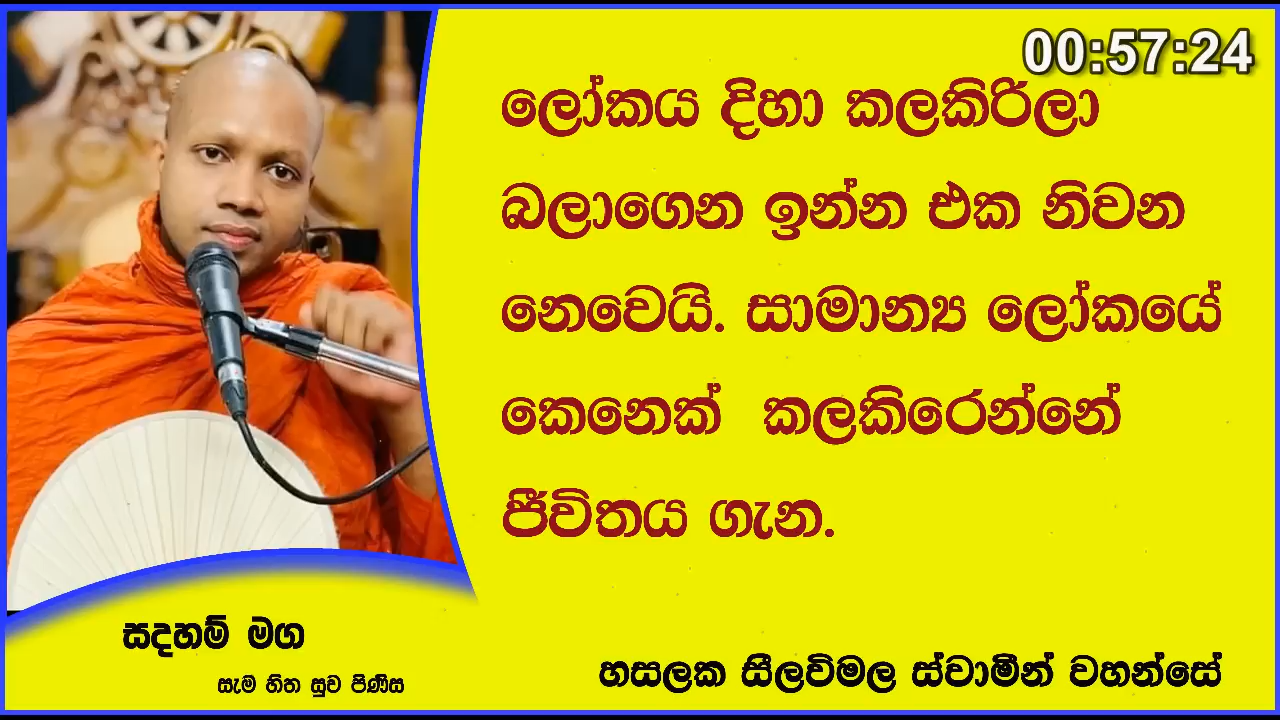 00:57:24
ලෝකය දිහා කලකිරිලා
බලාගෙන ඉන්න එක නිවන
නෙවෙයි. සාමාන්‍ය ලෝකයේ
කෙනෙක් කලකිරෙන්නේ
ජීවිතය ගැන.
සදහම් මග
සැම හිත සුව පිණිස
හසලක සීලවිමල ස්වාමීන් වහන්සේ